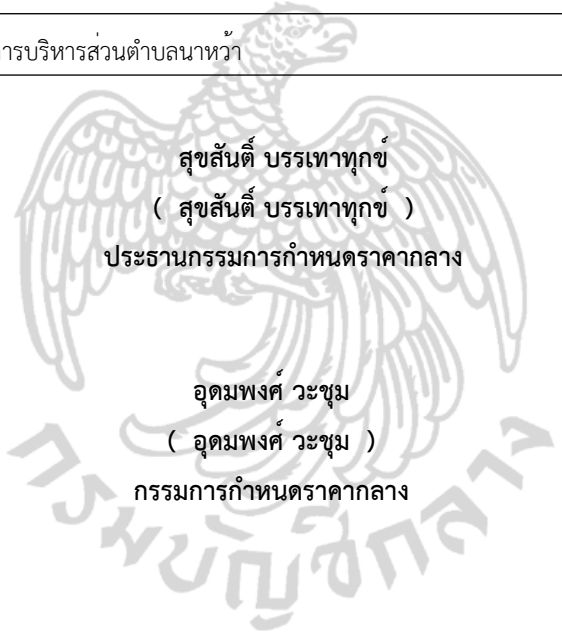 การบริหารส่วนตำบลนาหว้า
สุขสันติ์ บรรเทาทุกข์
( สุขสันติ์ บรรเทาทุกข์ )
ประธานกรรมการกำหนดราคากลาง
อุดมพงศ์ วะชุม
( อุดมพงศ์ วะชุม )
กรรมการกำหนดราคากลาง
กรมบัญชีกลาง